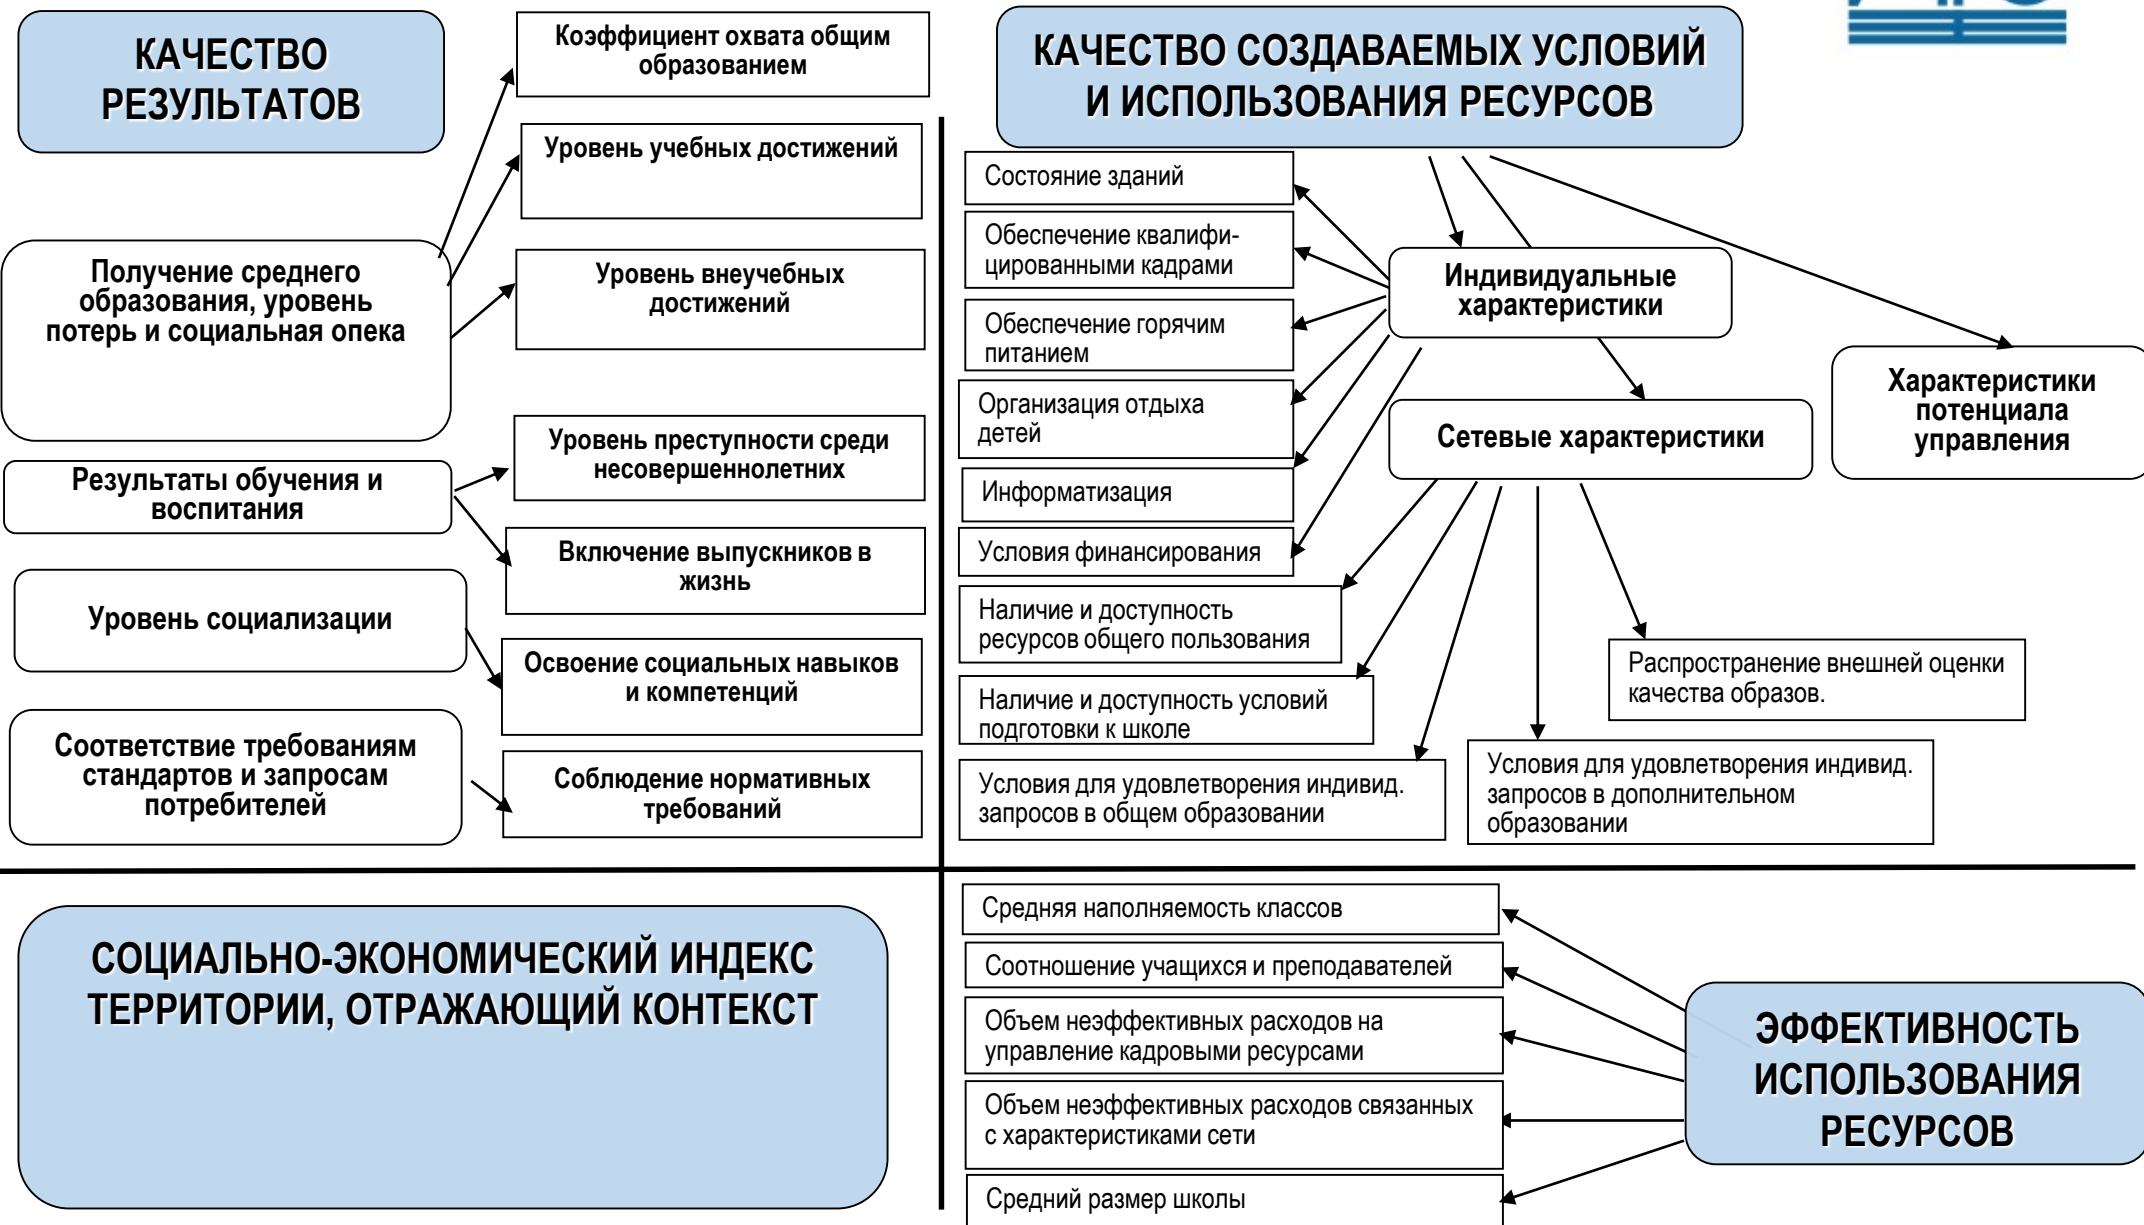 КАЧЕСТВО
РЕЗУЛЬТАТОВ
Коэффициент охвата общим
образованием
Уровень учебных достижений
Получение среднего
образования, уровень
потерь и социальная опека
Уровень внеучебных
достижений
Уровень преступности среди
несовершеннолетних
Результаты обучения и
воспитания
Включение выпускников в
жизнь
Уровень социализации
Освоение социальных навыков
и компетенций
Соответствие требованиям
стандартов и запросам
потребителей
Соблюдение нормативных
требований
КАЧЕСТВО СОЗДАВАЕМЫХ УСЛОВИЙ
И ИСПОЛЬЗОВАНИЯ РЕСУРСОВ
Состояние зданий
Обеспечение квалифи-
цированными кадрами
Обеспечение горячим
питанием
Организация отдыха
детей
Информатизация
Условия финансирования
Индивидуальные
характеристики
Сетевые характеристики
Характеристики
потенциала
управления
Наличие и доступность
ресурсов общего пользования
Наличие и доступность условий
подготовки к школе
Условия для удовлетворения индивид.
запросов в общем образовании
Распространение внешней оценки
качества образов.
Условия для удовлетворения индивид.
запросов в дополнительном
образовании
СОЦИАЛЬНО-ЭКОНОМИЧЕСКИЙ ИНДЕКС
ТЕРРИТОРИИ, ОТРАЖАЮЩИЙ КОНТЕКСТ
Средняя наполняемость классов
Соотношение учащихся и преподавателей
Объем неэффективных расходов на
управление кадровыми ресурсами
Объем неэффективных расходов связанных
с характеристиками сети
Средний размер школы
ЭФФЕКТИВНОСТЬ
ИСПОЛЬЗОВАНИЯ
РЕСУРСОВ